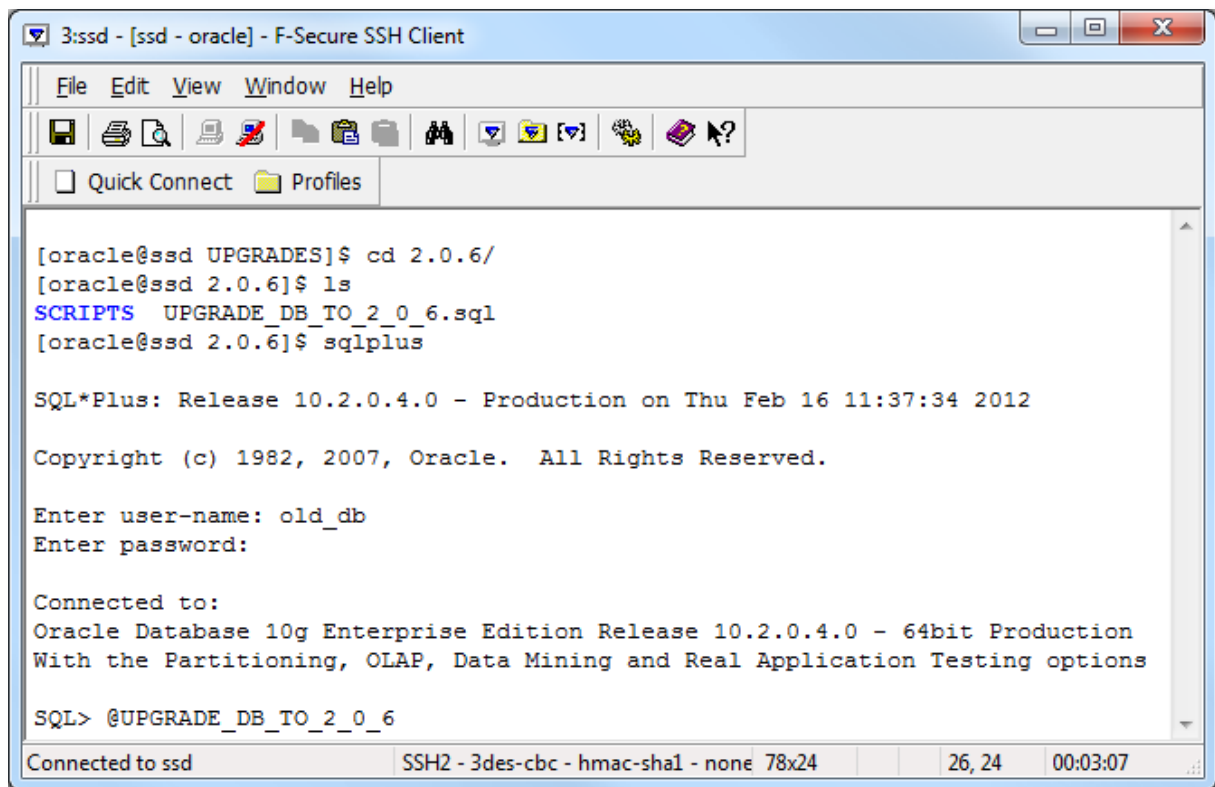 3:ssd - [ssd - oracle] - F-Secure SSH Client
File Edit View Window Help
Quick Connect Profiles
[oracle@ssd UPGRADES]$ cd 2.0.6/
[oracle@ssd 2.0.6]$ ls
SCRIPTS  UPGRADE_DB_TO_2_0_6.sql
[oracle@ssd 2.0.6]$ sqlplus
SQL*Plus: Release 10.2.0.4.0 - Production on Thu Feb 16 11:37:34 2012
Copyright (c) 1982, 2007, Oracle.  All Rights Reserved.
Enter user-name: old_db
Enter password:
Connected to:
Oracle Database 10g Enterprise Edition Release 10.2.0.4.0 - 64bit Production
With the Partitioning, OLAP, Data Mining and Real Application Testing options
SQL> @UPGRADE_DB_TO_2_0_6
Connected to ssd SSH2 - 3des-cbc - hmac-sha1 - none 78x24 26, 24 00:03:07